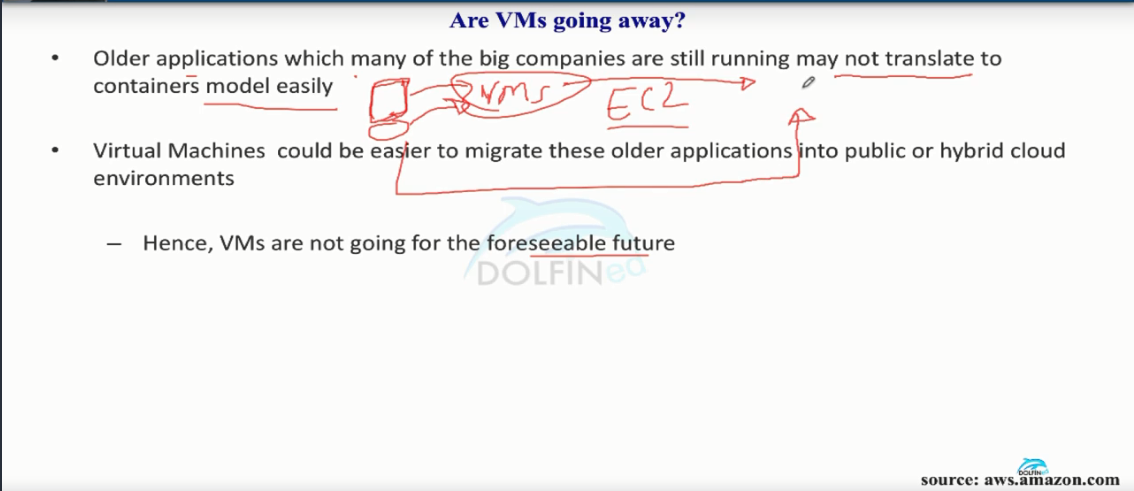 Are VMs going away?
• Older applications which many of the big companies are still running may not translate to
containers model easily
VMs
EC2
• Virtual Machines could be easier to migrate these older applications into public or hybrid cloud
environments
– Hence, VMs are not going for the foreseeable future
DOLFINed
DOLFINed
source: aws.amazon.com